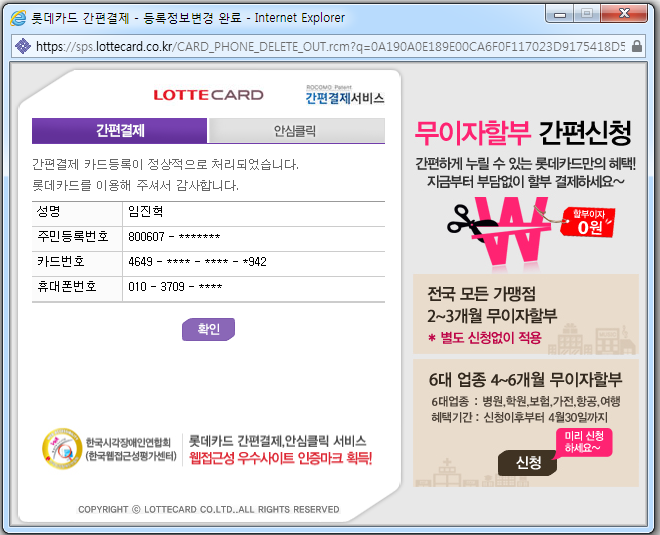 롯데카드 간편결제 - 등록정보변경 완료 - Internet Explorer
https://sps.lottecard.co.kr/CARD_PHONE_DELETE_OUT.rcm?q=0A190A0E189E00CA6F0F117023D9175418D5
LOTTE CARD
ROCOMO Patent
간편결제서비스
간편결제
안심클릭
간편결제 카드등록이 정상적으로 처리되었습니다.
롯데카드를 이용해 주셔서 감사합니다.
성명 임진혁
주민등록번호 800607 - *******
카드번호 4649 - **** - **** - *942
휴대폰번호 010 - 3709 - ****
확인
한국시각장애인연합회
(한국웹접근성평가센터)
롯데카드 간편결제,안심클릭 서비스
웹접근성 우수사이트 인증마크 획득!
COPYRIGHT ⓒ LOTTECARD CO.LTD..ALL RIGHTS RESERVED
무이자할부 간편신청
간편하게 누릴 수 있는 롯데카드만의 혜택!
지금부터 부담없이 할부 결제하세요~
₩
할부이자
0원
전국 모든 가맹점
2~3개월 무이자할부
* 별도 신청없이 적용
6대 업종 4~6개월 무이자할부
6대업종 : 병원,학원,보험,가전,항공,여행
혜택기간 : 신청이후부터 4월30일까지
미리 신청
하세요~
신청